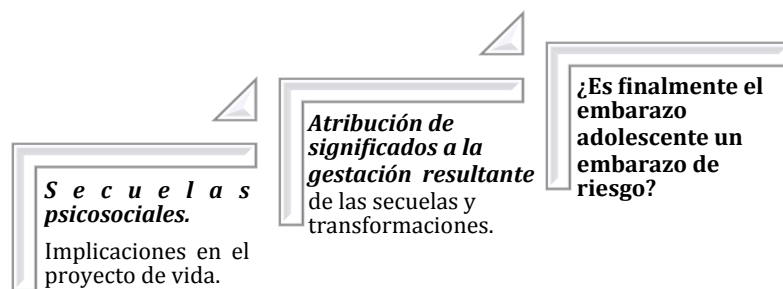 S e c u e l a s
psicosociales.
Implicaciones en el
proyecto de vida.
Atribución de
significados a la
gestación resultante
de las secuelas y
transformaciones.
¿Es finalmente el
embarazo
adolescente un
embarazo de
riesgo?